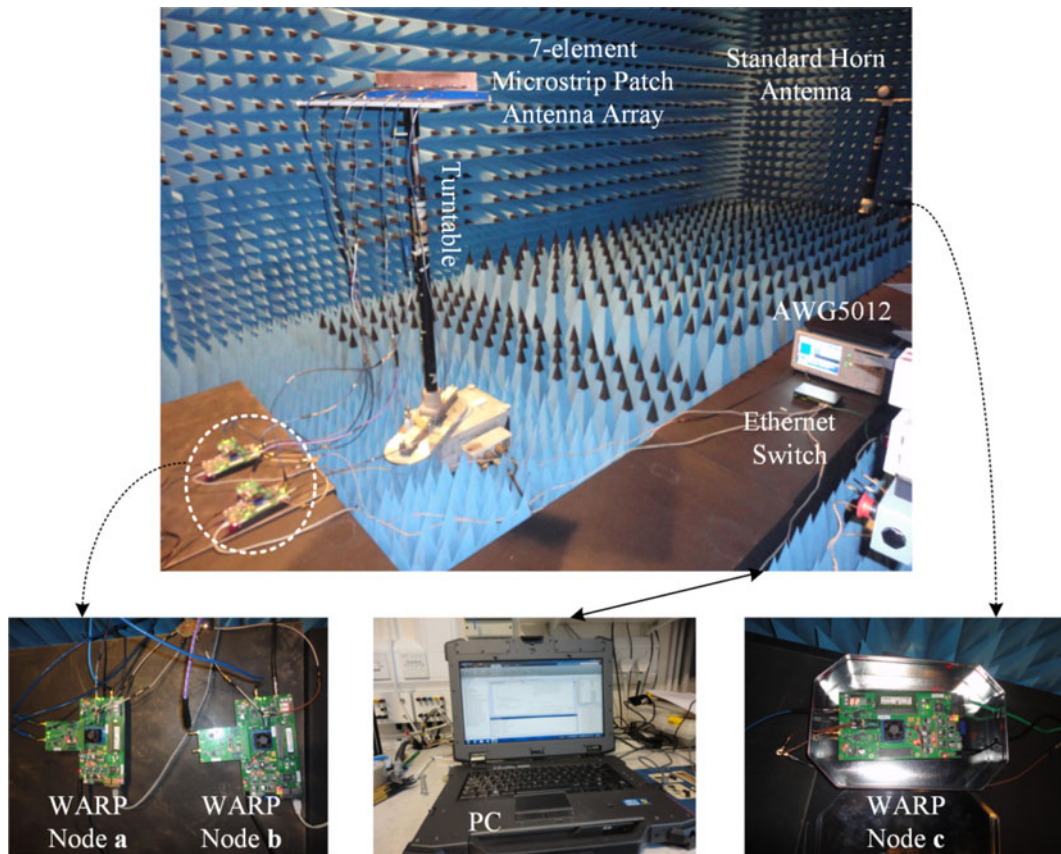 7-element
Microstrip Patch
Antenna Array
Standard Horn
Antenna
Turntable
AWG5012
Ethernet
Switch
WARP
Node a
WARP
Node b
PC
WARP
Node c